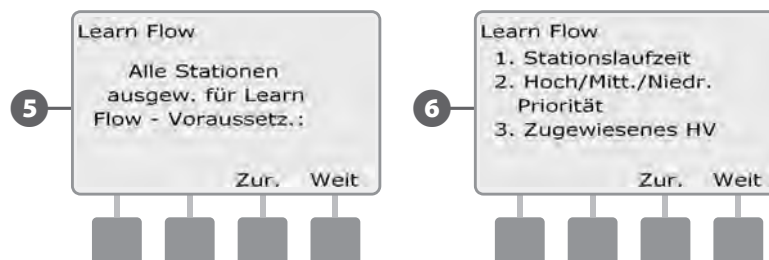 5
Learn Flow
Alle Stationen
ausgew. für Learn
Flow - Voraussetz.:
Zur. Weit
6
Learn Flow
1. Stationslaufzeit
2. Hoch/Mitt./Niedr.
Priorität
3. Zugewiesenes HV
Zur. Weit